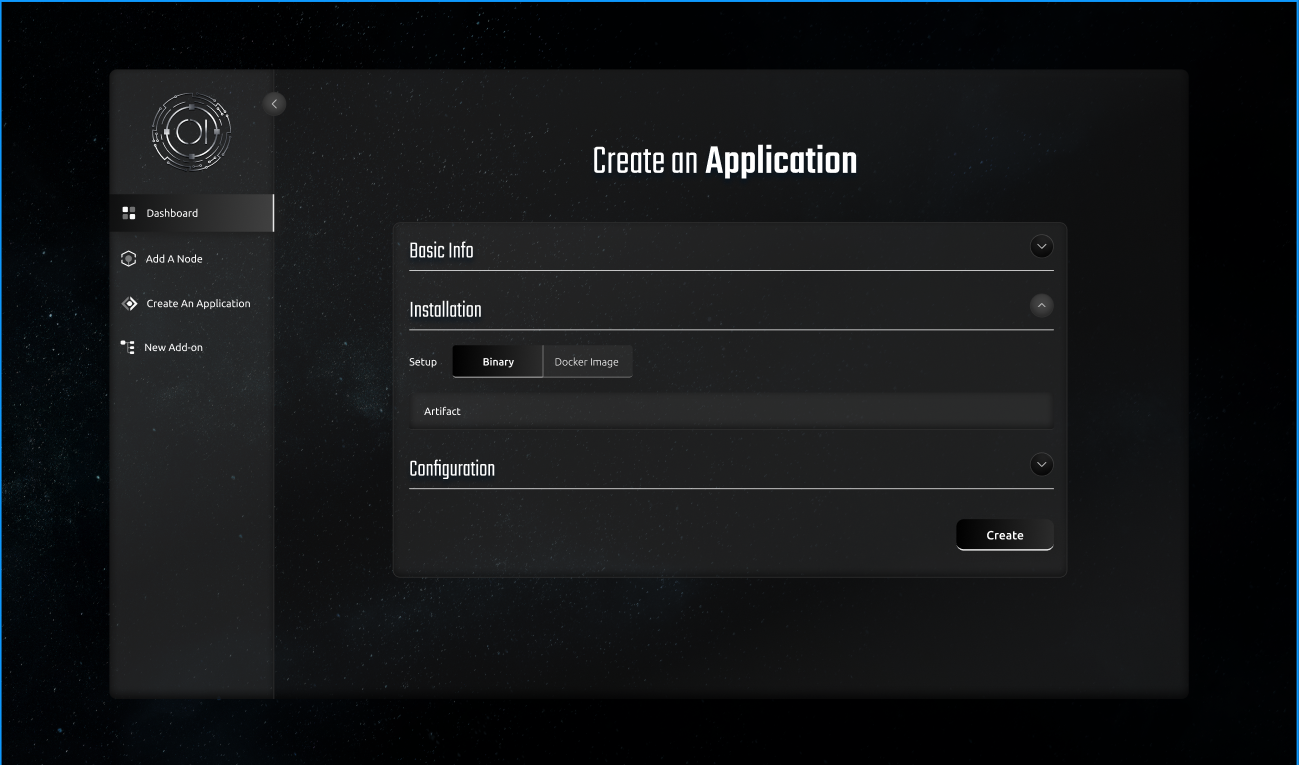 Create an Application
Dashboard
Add A Node
Create An Application
New Add-on
Basic Info
Installation
Setup
Binary
Docker Image
Artifact
Configuration
Create